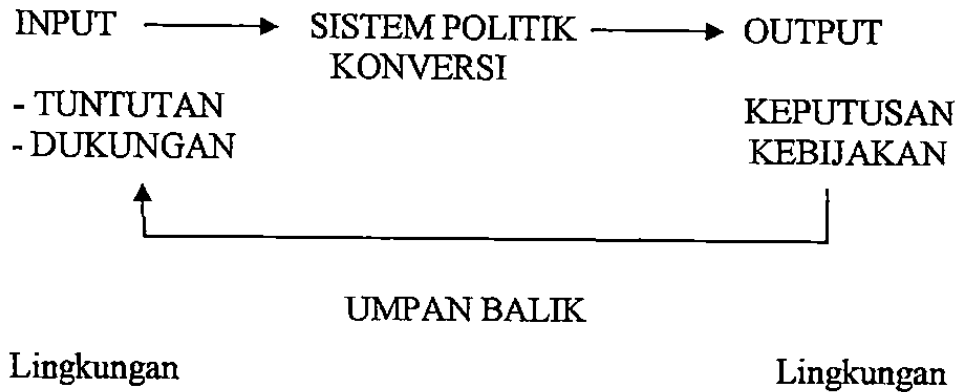 INPUT SISTEM POLITIK OUTPUT
KONVERSI
- TUNTUTAN
- DUKUNGAN
KEPUTUSAN
KEBIJAKAN
UMPAN BALIK
Lingkungan
Lingkungan